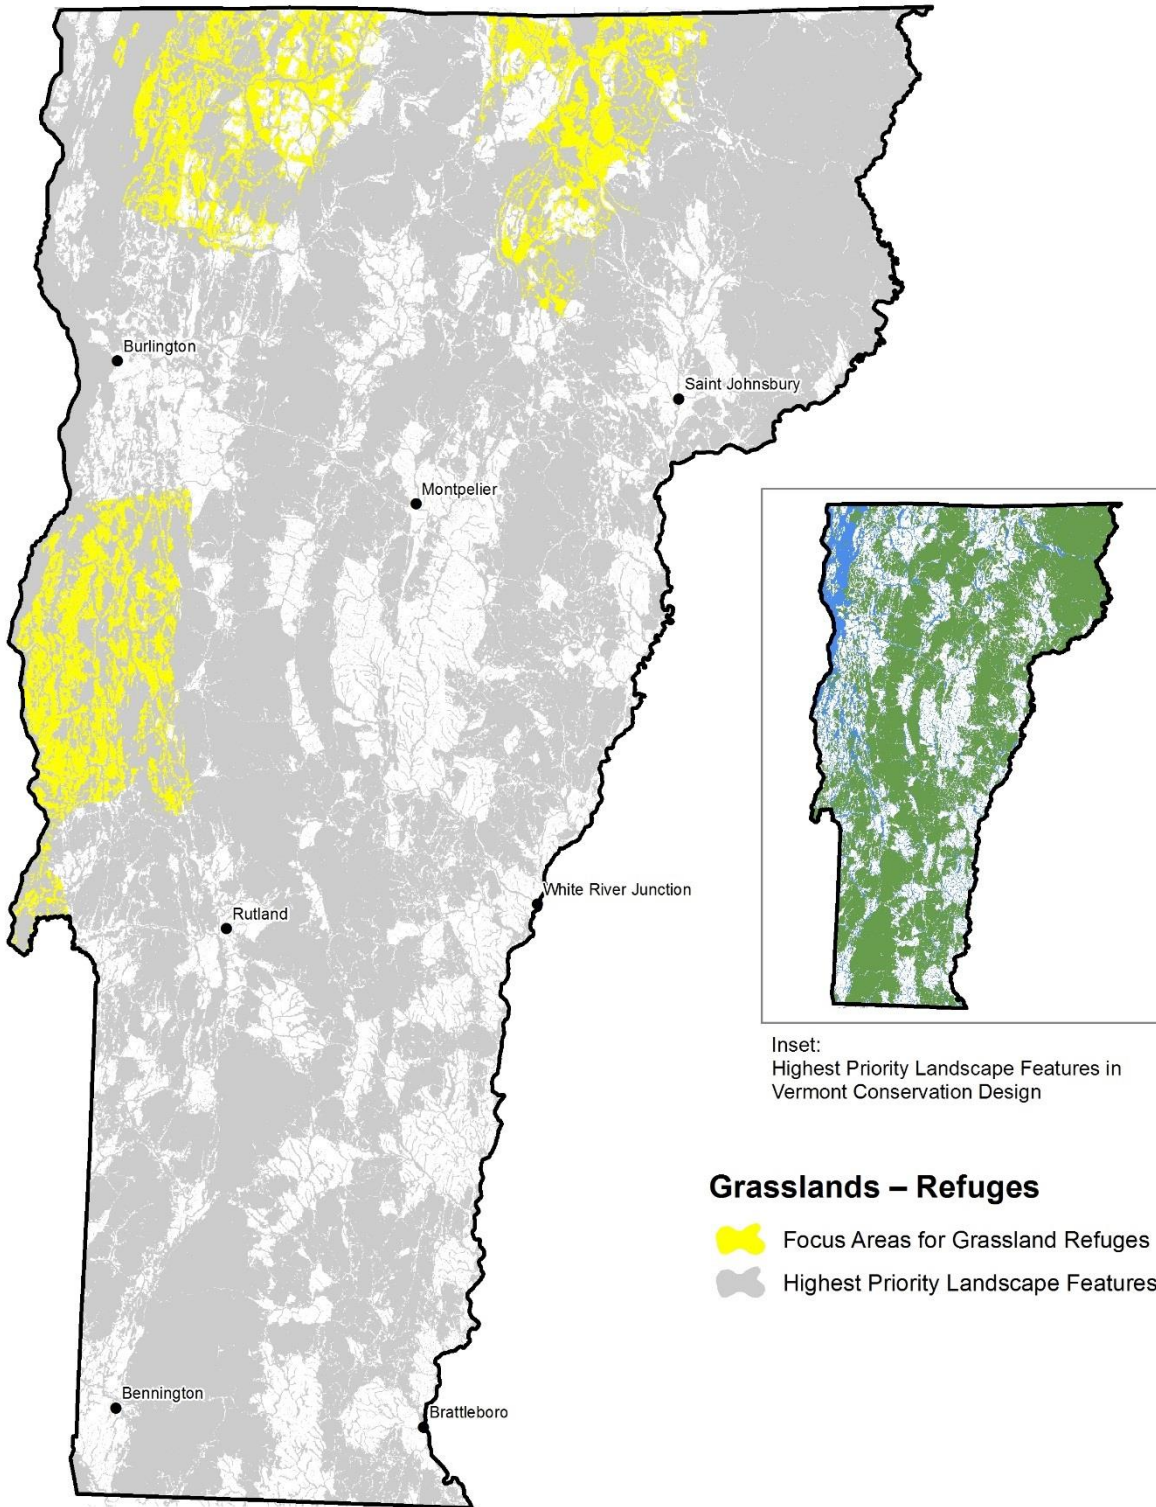 Burlington
Saint Johnsbury
Montpelier
White River Junction
Rutland
Inset:
Highest Priority Landscape Features in
Vermont Conservation Design
Grasslands – Refuges
Focus Areas for Grassland Refuges
Highest Priority Landscape Features
Bennington
Brattleboro